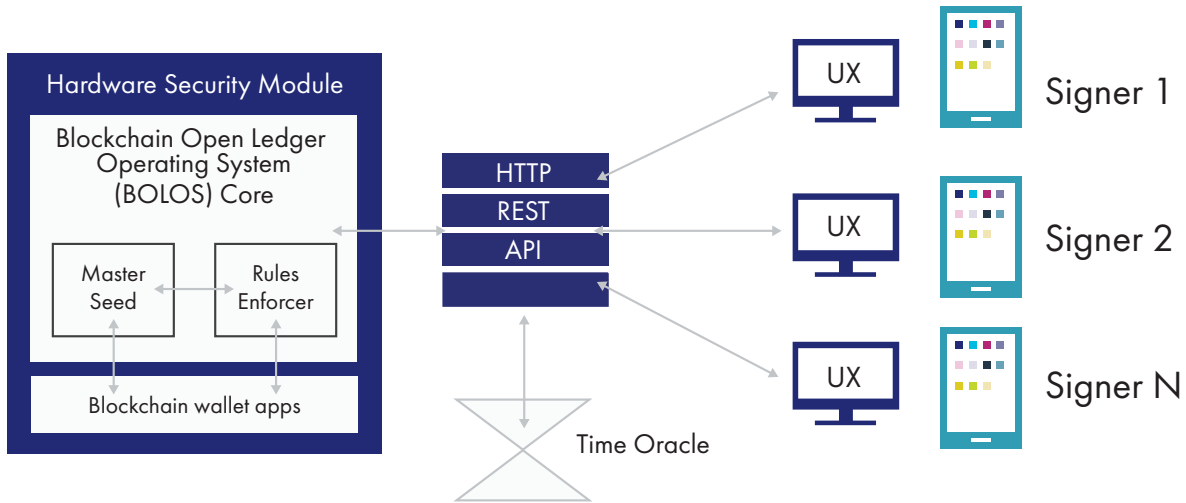 Hardware Security Module
Blockchain Open Ledger
Operating System
(BOLOS) Core
Master
Seed
Rules
Enforcer
Blockchain wallet apps
HTTP
REST
API
Time Oracle
UX
Signer 1
UX
Signer 2
UX
Signer N